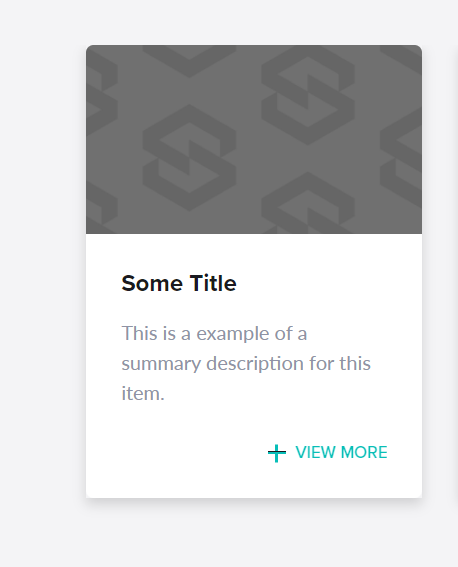 Some Title
This is a example of a
summary description for this
item.
VIEW MORE